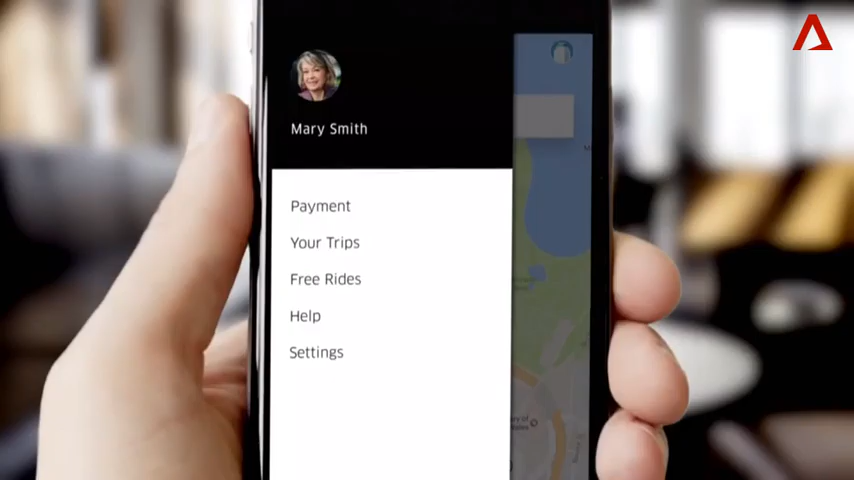 Mary Smith
Payment
Your Trips
Free Rides
Help
Settings